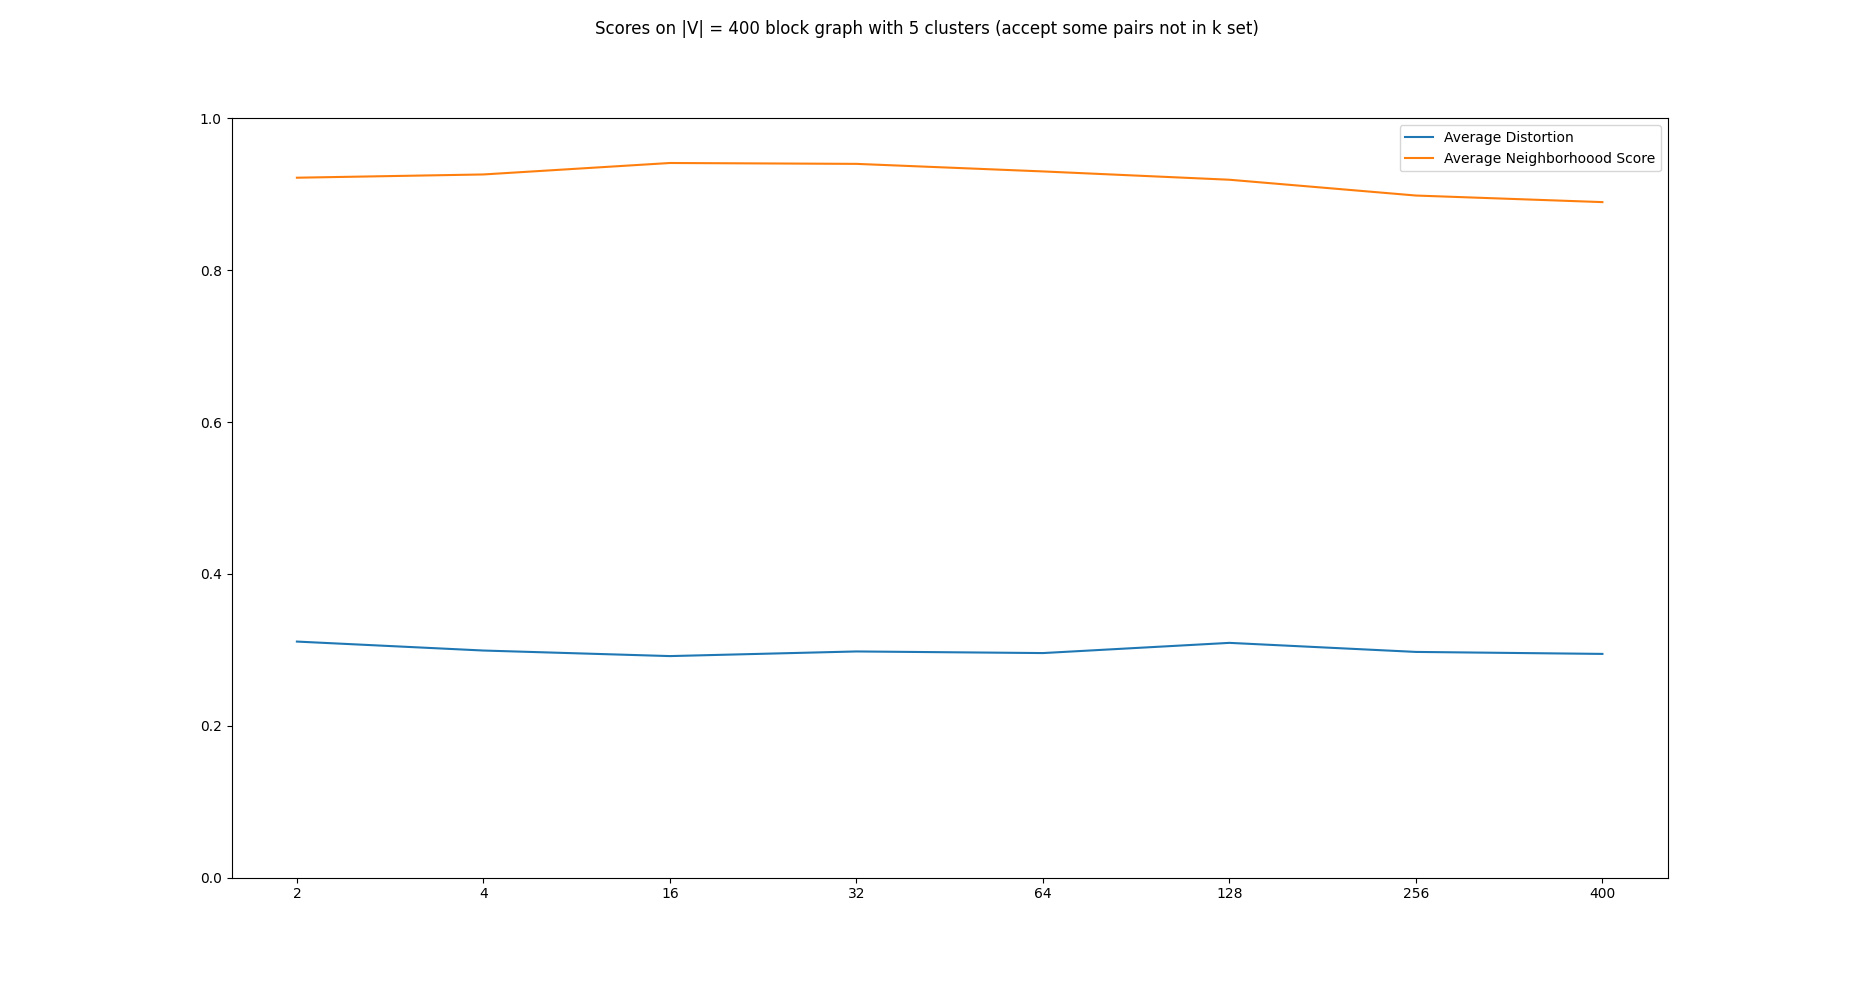 Scores on |V| = 400 block graph with 5 clusters (accept some pairs not in k set)
Average Distortion
Average Neighborhoood Score
1.0
0.8
0.6
0.4
0.2
0.0
2 4 16 32 64 128 256 400